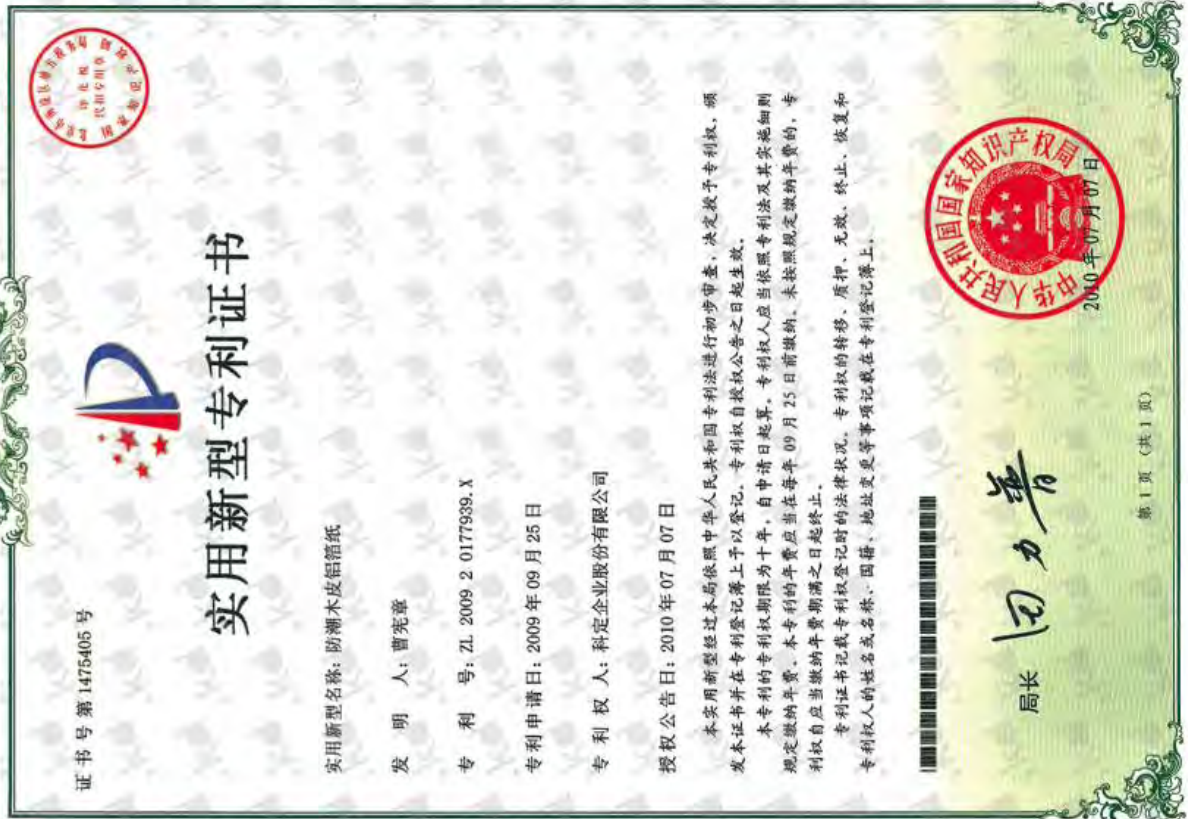 证书号第1475405号
实用新型专利证书
实用新型名称：防潮木皮铝箔纸
发明人：曹宪章
专利号：ZL 2009 2 0177939.X
专利申请日：2009年09月25日
专利权人：科定企业股份有限公司
授权公告日：2010年07月07日
本实用新型经过本局依照中华人民共和国专利法进行初步审查，决定授予专利权，颁
发本证书并在专利登记簿上予以登记。专利权自授权公告之日起生效。
本专利的专利权期限为十年，自申请日起算。专利权人应当依照专利法及其实施细则
规定缴纳年费。本专利的年费应当在每年09月25日前缴纳。未按照规定缴纳年费的，专
利权自应当缴纳年费期满之日起终止。
专利证书记载专利权登记时的法律状况。专利权的转移、质押、无效、终止、恢复和
专利权人的姓名或名称、国籍、地址变更等事项记载在专利登记簿上。
局长
田力普
中华人民共和国国家知识产权局
2010年07月07日
第1页（共1页）